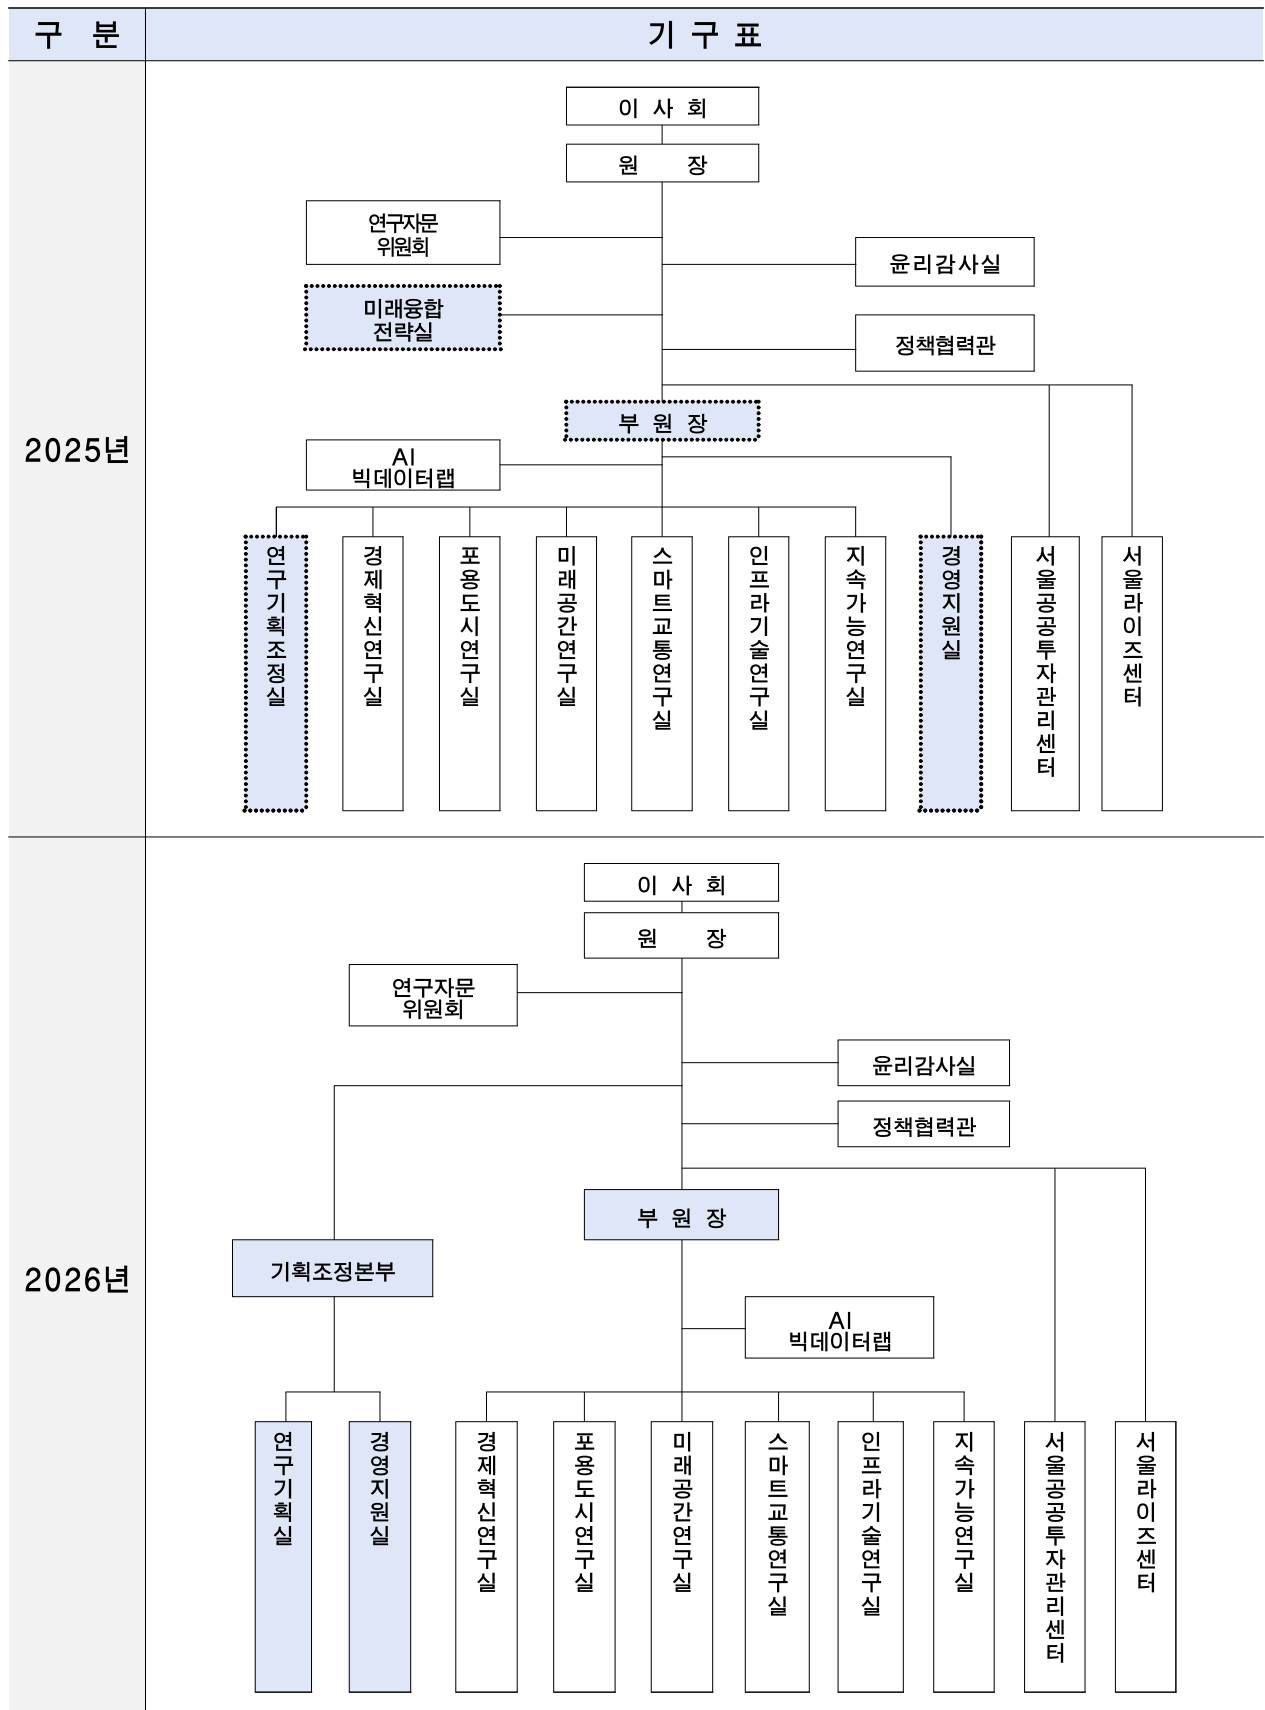 구 분
기 구 표
2025년
이 사 회
원 장
연구자문
위원회
윤리감사실
미래융합
전략실
정책협력관
부 원 장
AI
빅데이터랩
연구기획조정실
경제혁신연구실
포용도시연구실
미래공간연구실
스마트교통연구실
인프라기술연구실
지속가능연구실
경영지원실
서울공공투자관리센터
서울라이즈센터
2026년
이 사 회
원 장
연구자문
위원회
윤리감사실
정책협력관
부 원 장
기획조정본부
AI
빅데이터랩
연구기획실
경영지원실
경제혁신연구실
포용도시연구실
미래공간연구실
스마트교통연구실
인프라기술연구실
지속가능연구실
서울공공투자관리센터
서울라이즈센터